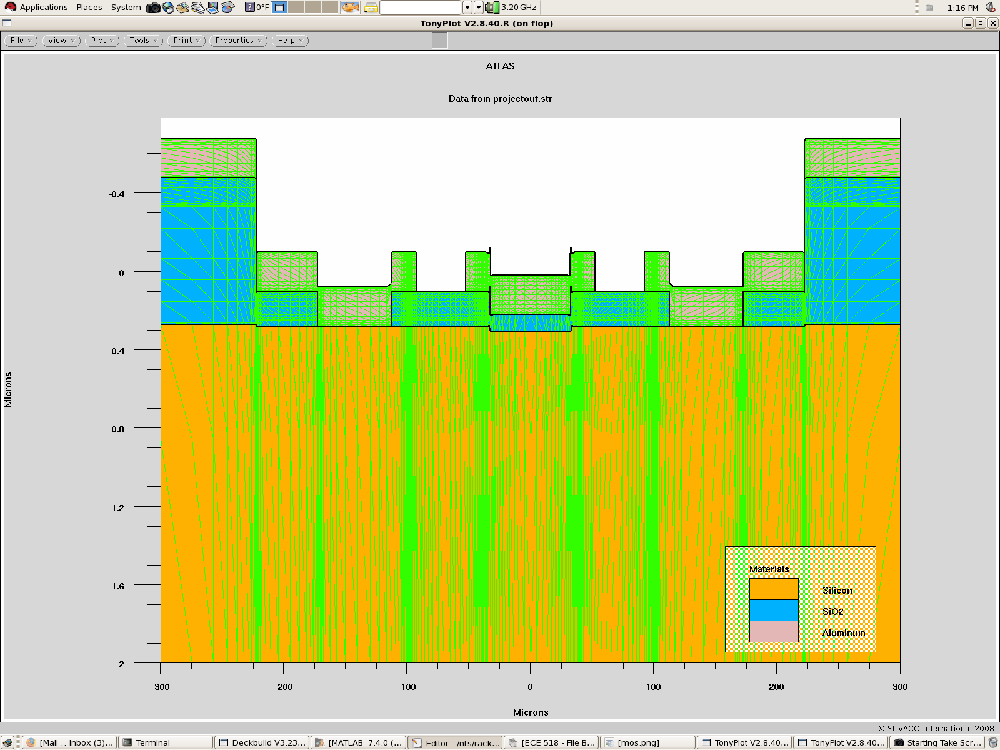 Applications Places System ? 0°F 3.20 GHz 1:16 PM
TonyPlot V2.8.40.R (on flop)
File View Plot Tools Print Properties Help
ATLAS
Data from projectout.str
-0.4
0
0.4
0.8
1.2
1.6
2
Microns
Materials
Silicon
SiO2
Aluminum
-300 -200 -100 0 100 200 300
Microns
© SILVACO International 2008
[Mail :: Inbox (3)... Terminal Deckbuild V3.23... [MATLAB 7.4.0 (... Editor - /nfs/rack... [ECE 518 - File B... [mos.png] TonyPlot V2.8.40... TonyPlot V2.8.40... Starting Take Scr...